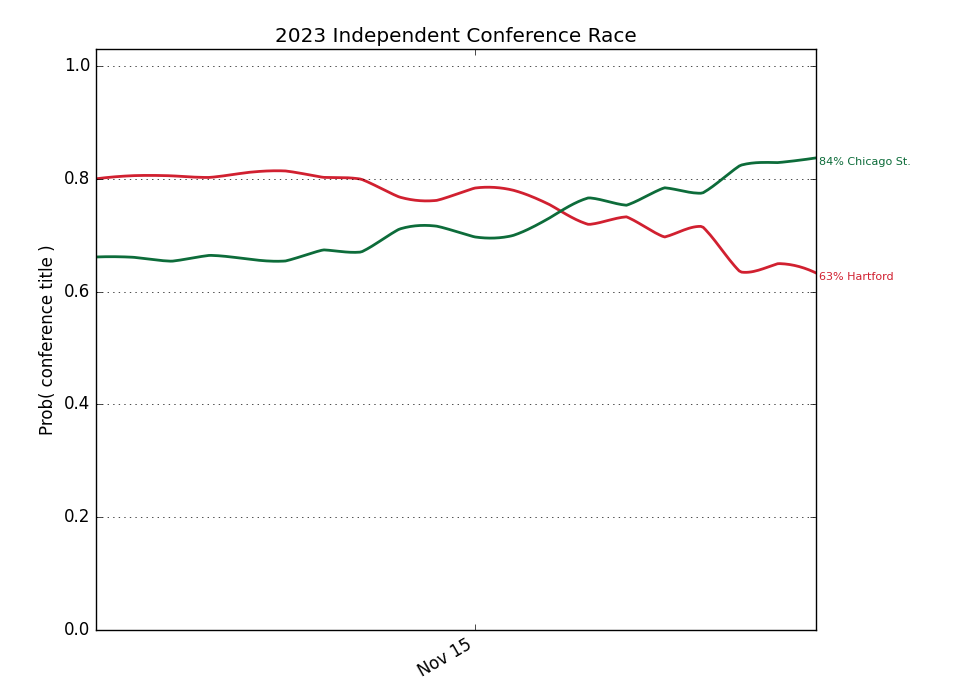 2023 Independent Conference Race
1.0
0.8
0.6
0.4
0.2
0.0
Prob( conference title )
84% Chicago St.
63% Hartford
Nov 15